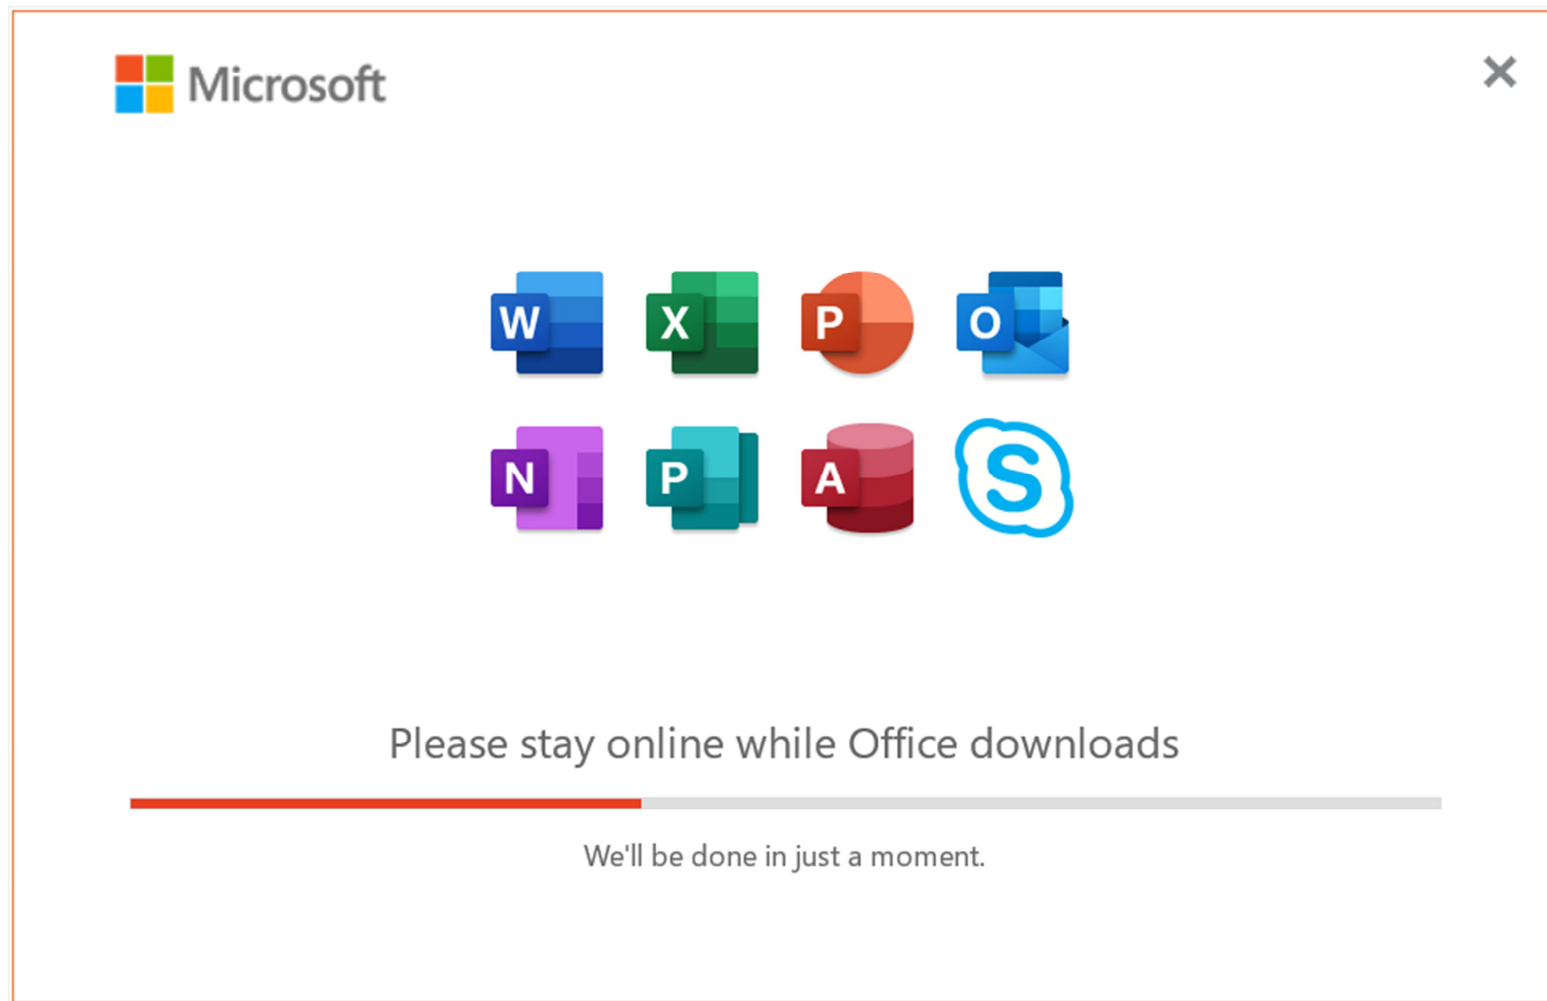 Microsoft
W X P O
N P A S
Please stay online while Office downloads
We'll be done in just a moment.